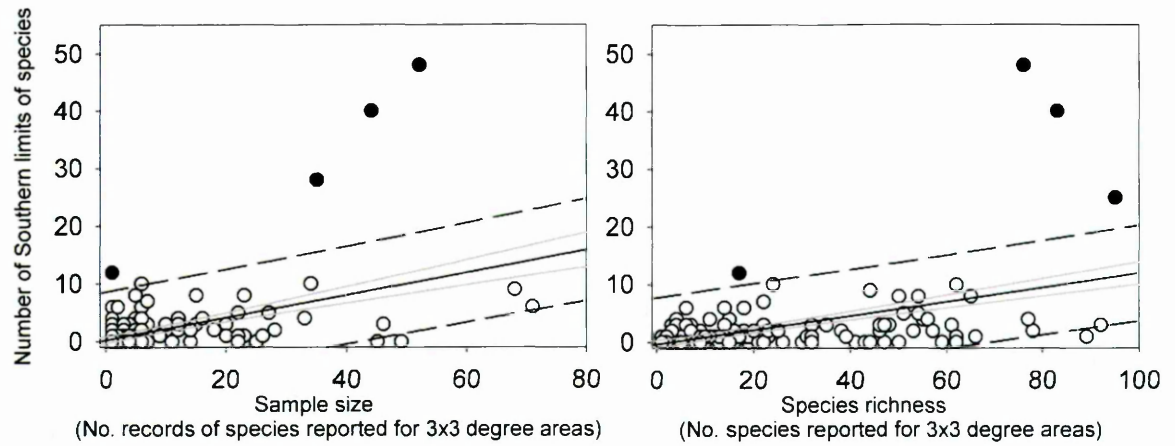 Number of Southern limits of species
50
40
30
20
10
0
0 20 40 60 80
Sample size
(No. records of species reported for 3x3 degree areas)
50
40
30
20
10
0
0 20 40 60 80 100
Species richness
(No. species reported for 3x3 degree areas)